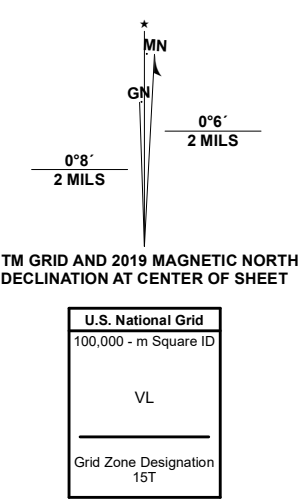 MN
GN
0°6´
2 MILS
0°8´
2 MILS
TM GRID AND 2019 MAGNETIC NORTH
DECLINATION AT CENTER OF SHEET
U.S. National Grid
100,000 - m Square ID
VL
Grid Zone Designation
15T